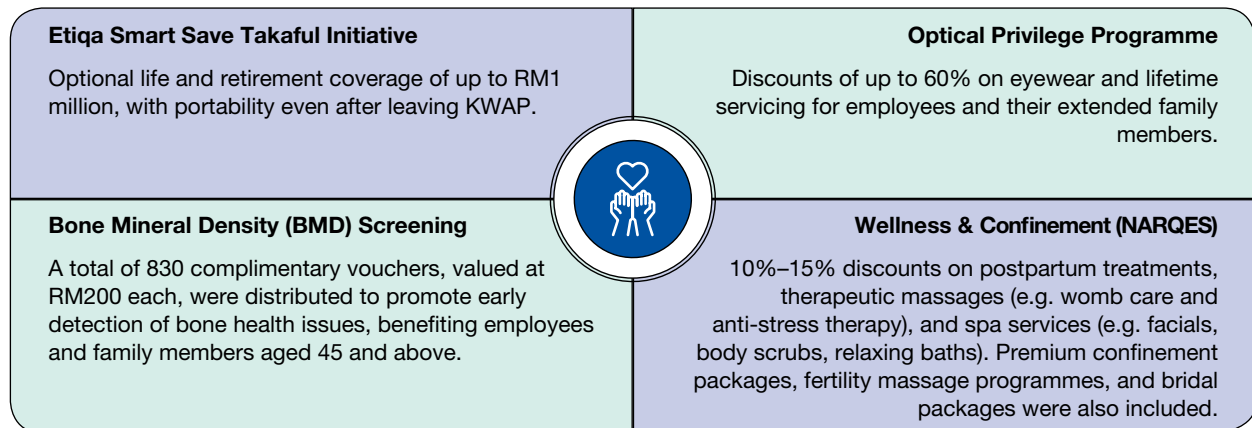 Etiqa Smart Save Takaful Initiative
Optional life and retirement coverage of up to RM1
million, with portability even after leaving KWAP.
Optical Privilege Programme
Discounts of up to 60% on eyewear and lifetime
servicing for employees and their extended family
members.
Bone Mineral Density (BMD) Screening
A total of 830 complimentary vouchers, valued at
RM200 each, were distributed to promote early
detection of bone health issues, benefiting employees
and family members aged 45 and above.
Wellness & Confinement (NARQES)
10%–15% discounts on postpartum treatments,
therapeutic massages (e.g. womb care and
anti-stress therapy), and spa services (e.g. facials,
body scrubs, relaxing baths). Premium confinement
packages, fertility massage programmes, and bridal
packages were also included.